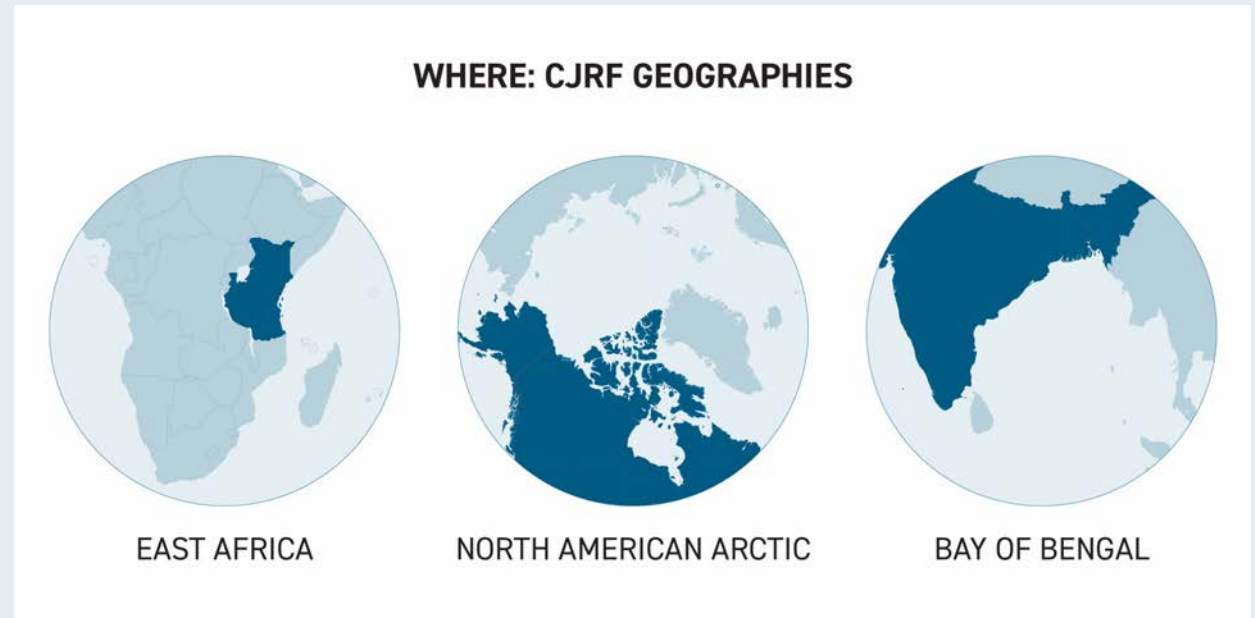 WHERE: CJRF GEOGRAPHIES
EAST AFRICA
NORTH AMERICAN ARCTIC
BAY OF BENGAL